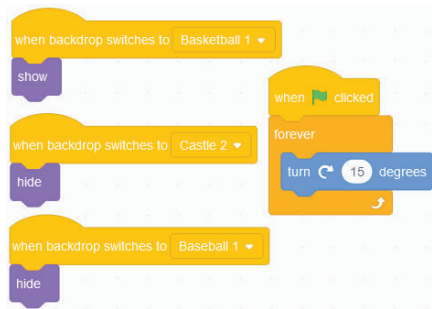 when backdrop switches to Basketball 1
show
when backdrop switches to Castle 2
hide
when backdrop switches to Baseball 1
hide
when clicked
forever
turn 15 degrees